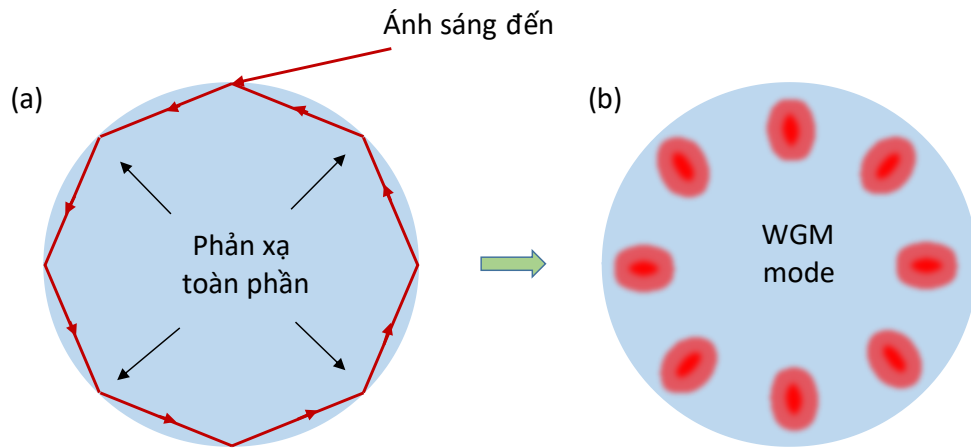 Ánh sáng đến
(a)
(b)
Phản xạ
toàn phần
WGM
mode